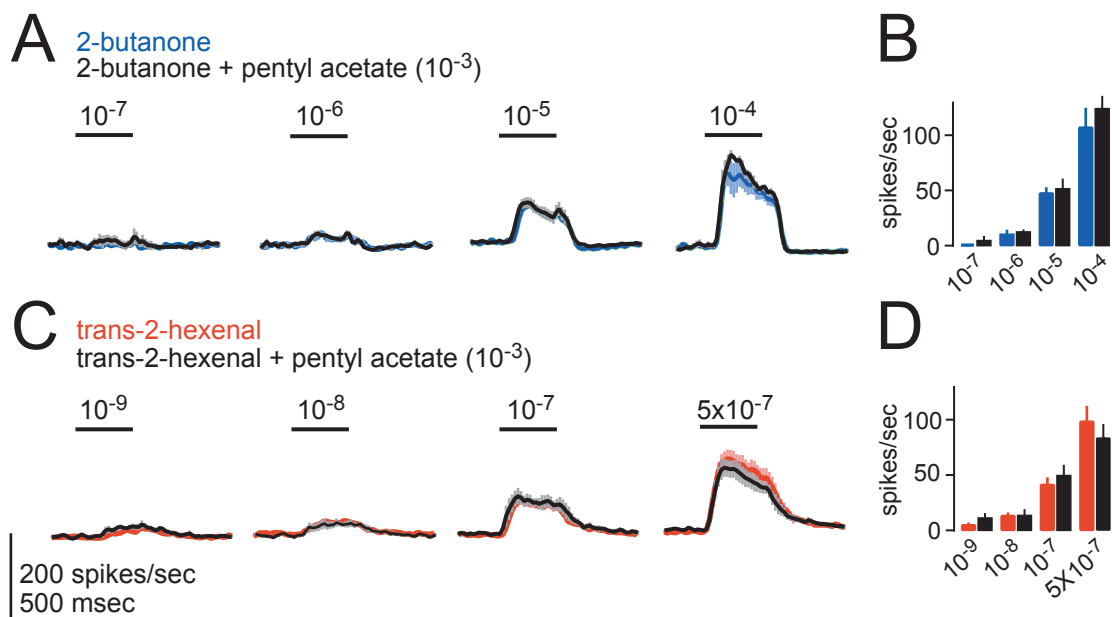 A
2-butanone
2-butanone + pentyl acetate (10⁻³)
10⁻⁷ 10⁻⁶ 10⁻⁵ 10⁻⁴
B
spikes/sec
100
50
0
10⁻⁷ 10⁻⁶ 10⁻⁵ 10⁻⁴
C
trans-2-hexenal
trans-2-hexenal + pentyl acetate (10⁻³)
10⁻⁹ 10⁻⁸ 10⁻⁷ 5x10⁻⁷
200 spikes/sec
500 msec
D
spikes/sec
100
50
0
10⁻⁹ 10⁻⁸ 10⁻⁷ 5X10⁻⁷